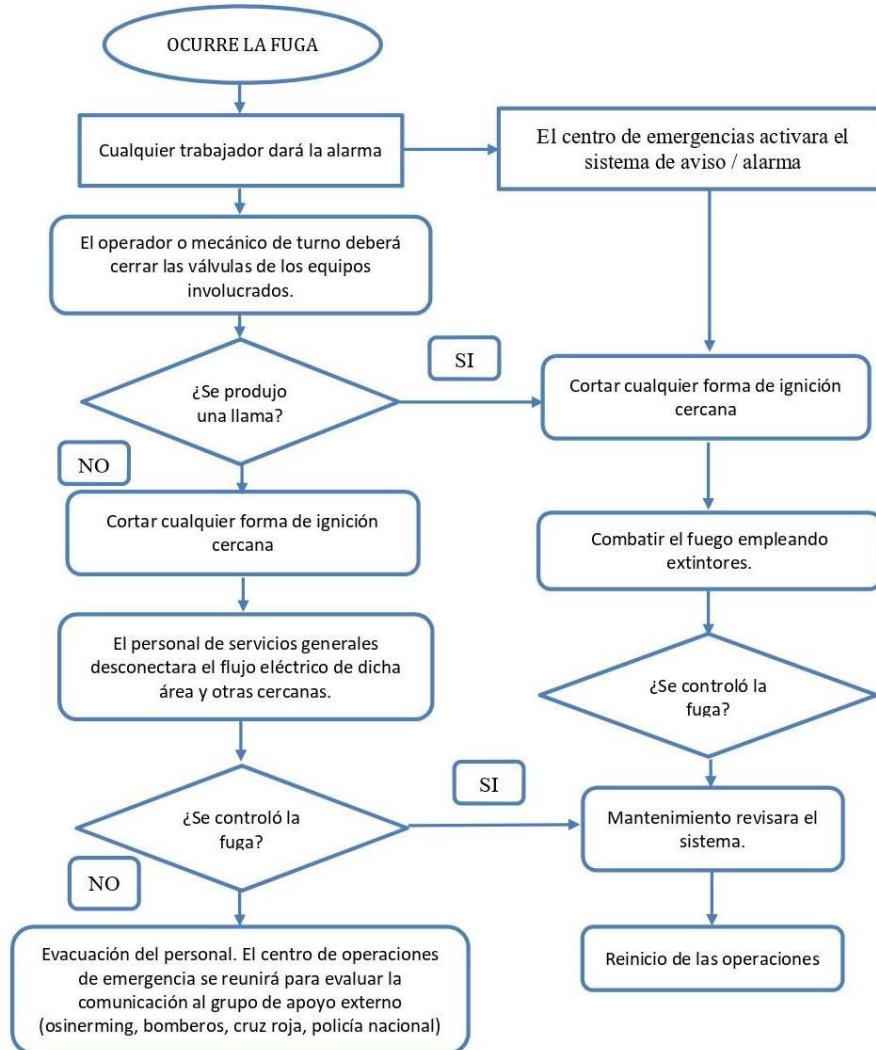 OCURRE LA FUGA
Cualquier trabajador dará la alarma
El centro de emergencias activara el
sistema de aviso / alarma
El operador o mecánico de turno deberá
cerrar las válvulas de los equipos
involucrados.
¿Se produjo
una llama?
SI
Cortar cualquier forma de ignición
cercana
NO
Cortar cualquier forma de ignición
cercana
Combatir el fuego empleando
extintores.
El personal de servicios generales
desconectara el flujo eléctrico de dicha
área y otras cercanas.
¿Se controló la
fuga?
¿Se controló la
fuga?
SI
Mantenimiento revisara el
sistema.
NO
Evacuación del personal. El centro de operaciones
de emergencia se reunirá para evaluar la
comunicación al grupo de apoyo externo
(osinerming, bomberos, cruz roja, policía nacional)
Reinicio de las operaciones